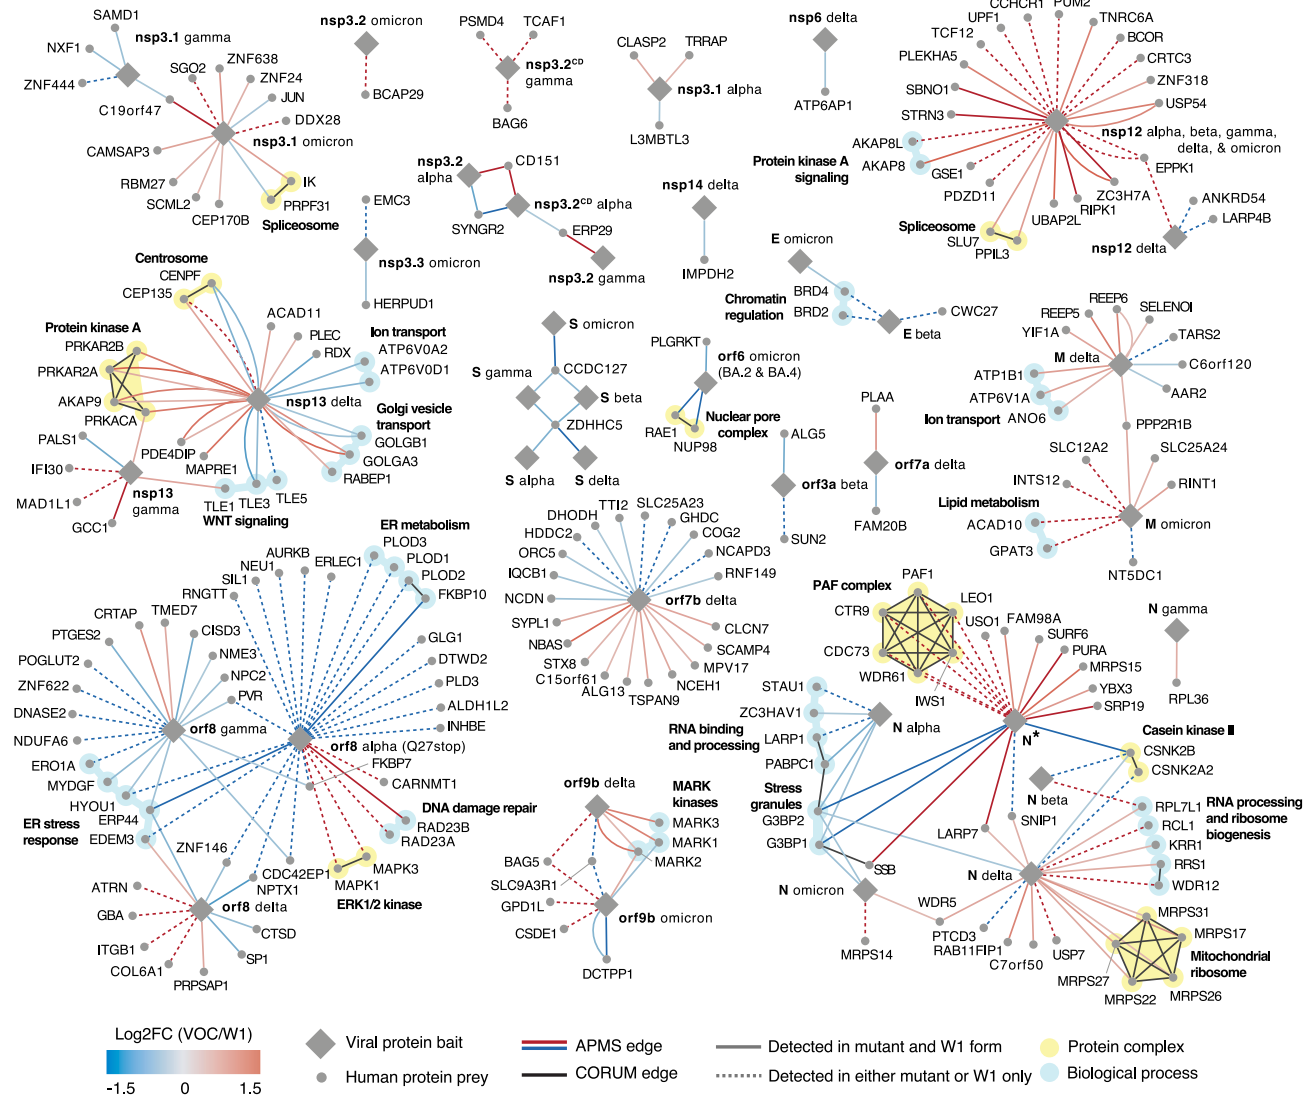 SAMD1
nsp3.1 gamma
NXF1
ZNF444
SGO2
ZNF638
ZNF24
JUN
DDX28
C19orf47
nsp3.1 omicron
CAMSAP3
RBM27
SCML2
CEP170B
IK
PRPF31
Spliceosome
nsp3.2 omicron
BCAP29
PSMD4
TCAF1
nsp3.2CD
gamma
BAG6
CLASP2
TRRAP
nsp3.1 alpha
L3MBTL3
nsp6 delta
ATP6AP1
CCHCR1
PUM2
UPF1
TNRC6A
TCF12
BCOR
PLEKHA5
CRTC3
SBNO1
ZNF318
STRN3
USP54
nsp12 alpha, beta, gamma,
delta, & omicron
AKAP8L
AKAP8
Protein kinase A
signaling
GSE1
PDZD11
EPPK1
ZC3H7A
RIPK1
UBAP2L
ANKRD54
LARP4B
nsp12 delta
Spliceosome
SLU7
PPIL3
nsp3.2
alpha
CD151
nsp3.2CD alpha
SYNGR2
ERP29
nsp3.2 gamma
EMC3
nsp3.3 omicron
HERPUD1
nsp14 delta
IMPDH2
E omicron
BRD4
BRD2
Chromatin
regulation
CWC27
E beta
Centrosome
CENPF
CEP135
Protein kinase A
PRKAR2B
PRKAR2A
AKAP9
PRKACA
ACAD11
PLEC
RDX
Ion transport
ATP6V0A2
ATP6V0D1
nsp13 delta
Golgi vesicle
transport
GOLGB1
GOLGA3
RABEP1
PDE4DIP
MAPRE1
PALS1
IFI30
MAD1L1
GCC1
nsp13
gamma
TLE1
TLE3
TLE5
WNT signaling
S omicron
CCDC127
S gamma
S beta
ZDHHC5
S alpha
S delta
PLGRKT
orf6 omicron
(BA.2 & BA.4)
Nuclear pore
complex
RAE1
NUP98
ALG5
orf3a beta
SUN2
PLAA
orf7a delta
FAM20B
REEP6
REEP5
SELENOI
YIF1A
TARS2
M delta
C6orf120
AAR2
ATP1B1
ATP6V1A
ANO6
Ion transport
PPP2R1B
SLC12A2
SLC25A24
INTS12
RINT1
Lipid metabolism
ACAD10
GPAT3
M omicron
NT5DC1
ER metabolism
PLOD3
PLOD1
PLOD2
FKBP10
AURKB
ERLEC1
NEU1
SIL1
RNGTT
CRTAP
TMED7
PTGES2
CISD3
POGLUT2
NME3
ZNF622
NPC2
PVR
DNASE2
NDUFA6
orf8 gamma
GLG1
DTWD2
PLD3
ALDH1L2
INHBE
orf8 alpha (Q27stop)
FKBP7
CARNMT1
ERO1A
MYDGF
HYOU1
ERP44
EDEM3
ER stress
response
DNA damage repair
RAD23B
RAD23A
ZNF146
CDC42EP1
NPTX1
MAPK3
MAPK1
ERK1/2 kinase
ATRN
GBA
ITGB1
COL6A1
orf8 delta
CTSD
SP1
PRPSAP1
SLC25A23
TTI2
GHDC
DHODH
COG2
HDDC2
NCAPD3
ORC5
RNF149
IQCB1
NCDN
orf7b delta
SYPL1
CLCN7
NBAS
SCAMP4
STX8
MPV17
C15orf61
NCEH1
ALG13
TSPAN9
orf9b delta
MARK
kinases
MARK3
MARK1
MARK2
BAG5
SLC9A3R1
GPD1L
CSDE1
orf9b omicron
DCTPP1
PAF complex
PAF1
LEO1
CTR9
CDC73
WDR61
IWS1
USO1
FAM98A
SURF6
PURA
MRPS15
YBX3
SRP19
N*
N gamma
RPL36
STAU1
ZC3HAV1
LARP1
PABPC1
RNA binding
and processing
N alpha
Stress
granules
G3BP2
G3BP1
Casein kinase II
CSNK2B
CSNK2A2
N beta
SNIP1
RPL7L1
RCL1
KRR1
RRS1
WDR12
RNA processing
and ribosome
biogenesis
LARP7
SSB
N omicron
N delta
WDR5
MRPS14
PTCD3
RAB11FIP1
C7orf50
USP7
MRPS31
MRPS17
MRPS27
MRPS22
MRPS26
Mitochondrial
ribosome
Log2FC (VOC/W1)
-1.5 0 1.5
Viral protein bait
Human protein prey
APMS edge
CORUM edge
Detected in mutant and W1 form
Detected in either mutant or W1 only
Protein complex
Biological process